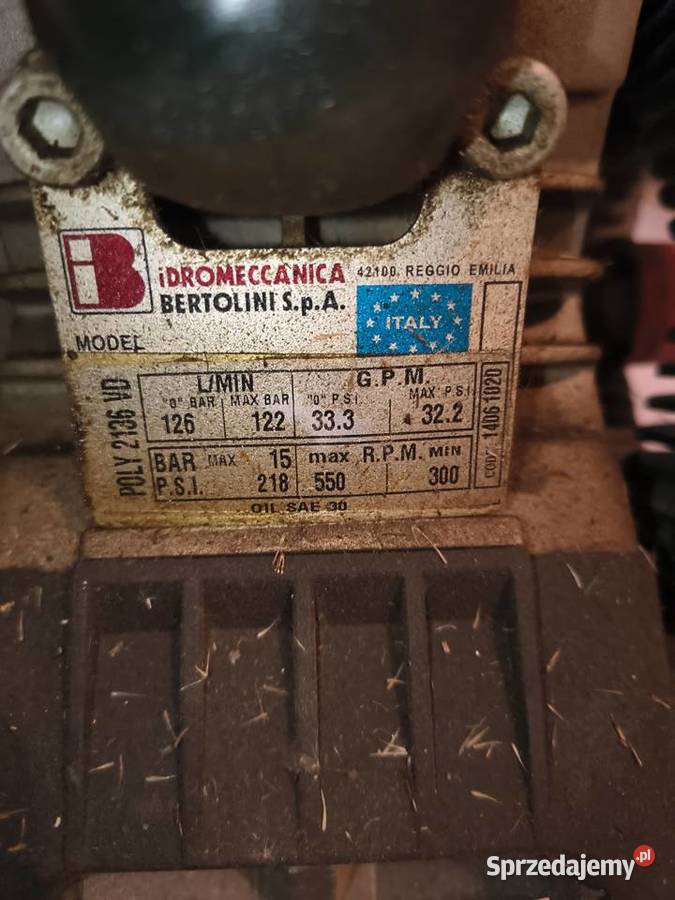 iB
iDROMECCANICA
BERTOLINI S.p.A.
42100. REGGIO EMILIA
ITALY
MODEL
POLY 2136 VD
L/MIN G.P.M.
"0" BAR MAX BAR "0" P.S.I. MAX P.S.I.
126 122 33.3 32.2
BAR MAX 15 max R.P.M. MIN
P.S.I. 218 550 300
COD. 1406 1820
OIL SAE 30
Sprzedajemy.pl